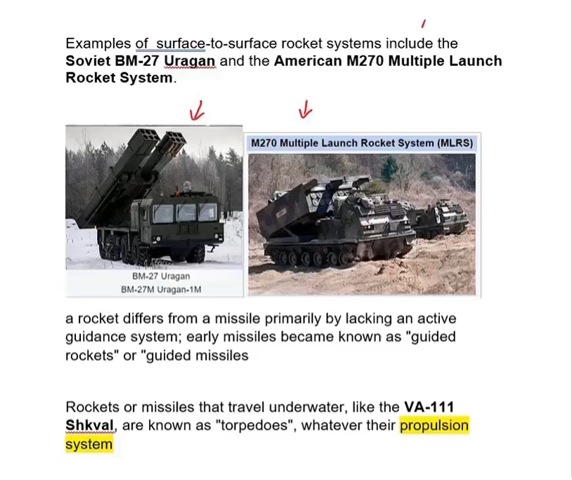 Examples of surface-to-surface rocket systems include the
Soviet BM-27 Uragan and the American M270 Multiple Launch
Rocket System.
M270 Multiple Launch Rocket System (MLRS)
BM-27 Uragan
BM-27M Uragan-1M
a rocket differs from a missile primarily by lacking an active
guidance system; early missiles became known as "guided
rockets" or "guided missiles
Rockets or missiles that travel underwater, like the VA-111
Shkval, are known as "torpedoes", whatever their propulsion
system